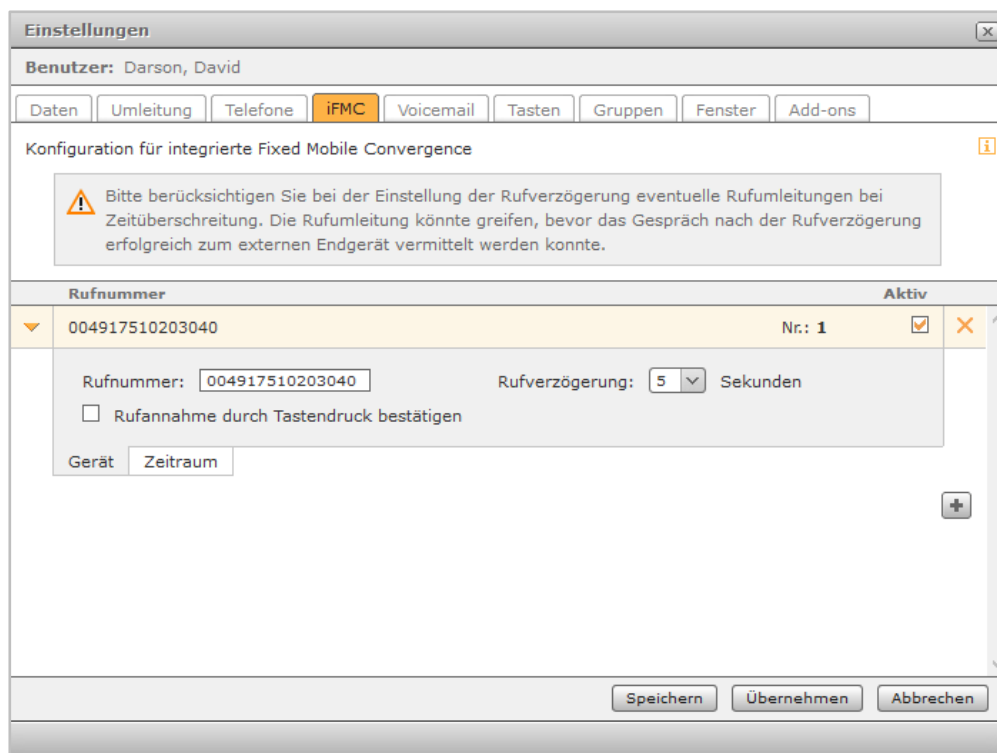 Einstellungen
Benutzer: Darson, David
Daten Umleitung Telefone iFMC Voicemail Tasten Gruppen Fenster Add-ons
Konfiguration für integrierte Fixed Mobile Convergence
Bitte berücksichtigen Sie bei der Einstellung der Rufverzögerung eventuelle Rufumleitungen bei
Zeitüberschreitung. Die Rufumleitung könnte greifen, bevor das Gespräch nach der Rufverzögerung
erfolgreich zum externen Endgerät vermittelt werden konnte.
Rufnummer Aktiv
004917510203040 Nr.: 1
Rufnummer: 004917510203040 Rufverzögerung: 5 Sekunden
Rufannahme durch Tastendruck bestätigen
Gerät Zeitraum
Speichern Übernehmen Abbrechen